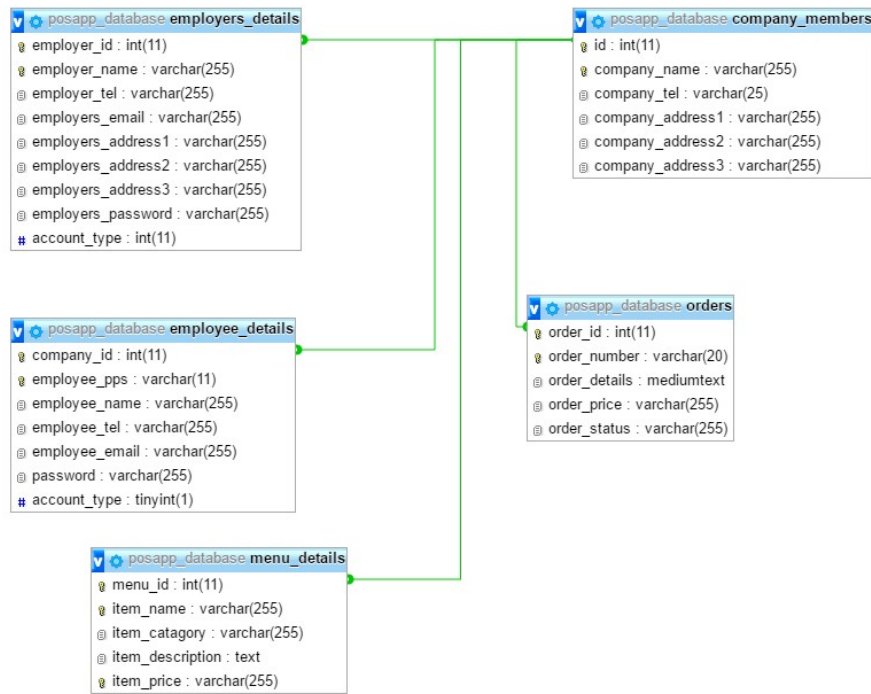 posapp_database employers_details
employer_id : int(11)
employer_name : varchar(255)
employer_tel : varchar(255)
employers_email : varchar(255)
employers_address1 : varchar(255)
employers_address2 : varchar(255)
employers_address3 : varchar(255)
employers_password : varchar(255)
# account_type : int(11)
posapp_database company_members
id : int(11)
company_name : varchar(255)
company_tel : varchar(25)
company_address1 : varchar(255)
company_address2 : varchar(255)
company_address3 : varchar(255)
posapp_database employee_details
company_id : int(11)
employee_pps : varchar(11)
employee_name : varchar(255)
employee_tel : varchar(255)
employee_email : varchar(255)
password : varchar(255)
# account_type : tinyint(1)
posapp_database orders
order_id : int(11)
order_number : varchar(20)
order_details : mediumtext
order_price : varchar(255)
order_status : varchar(255)
posapp_database menu_details
menu_id : int(11)
item_name : varchar(255)
item_catagory : varchar(255)
item_description : text
item_price : varchar(255)